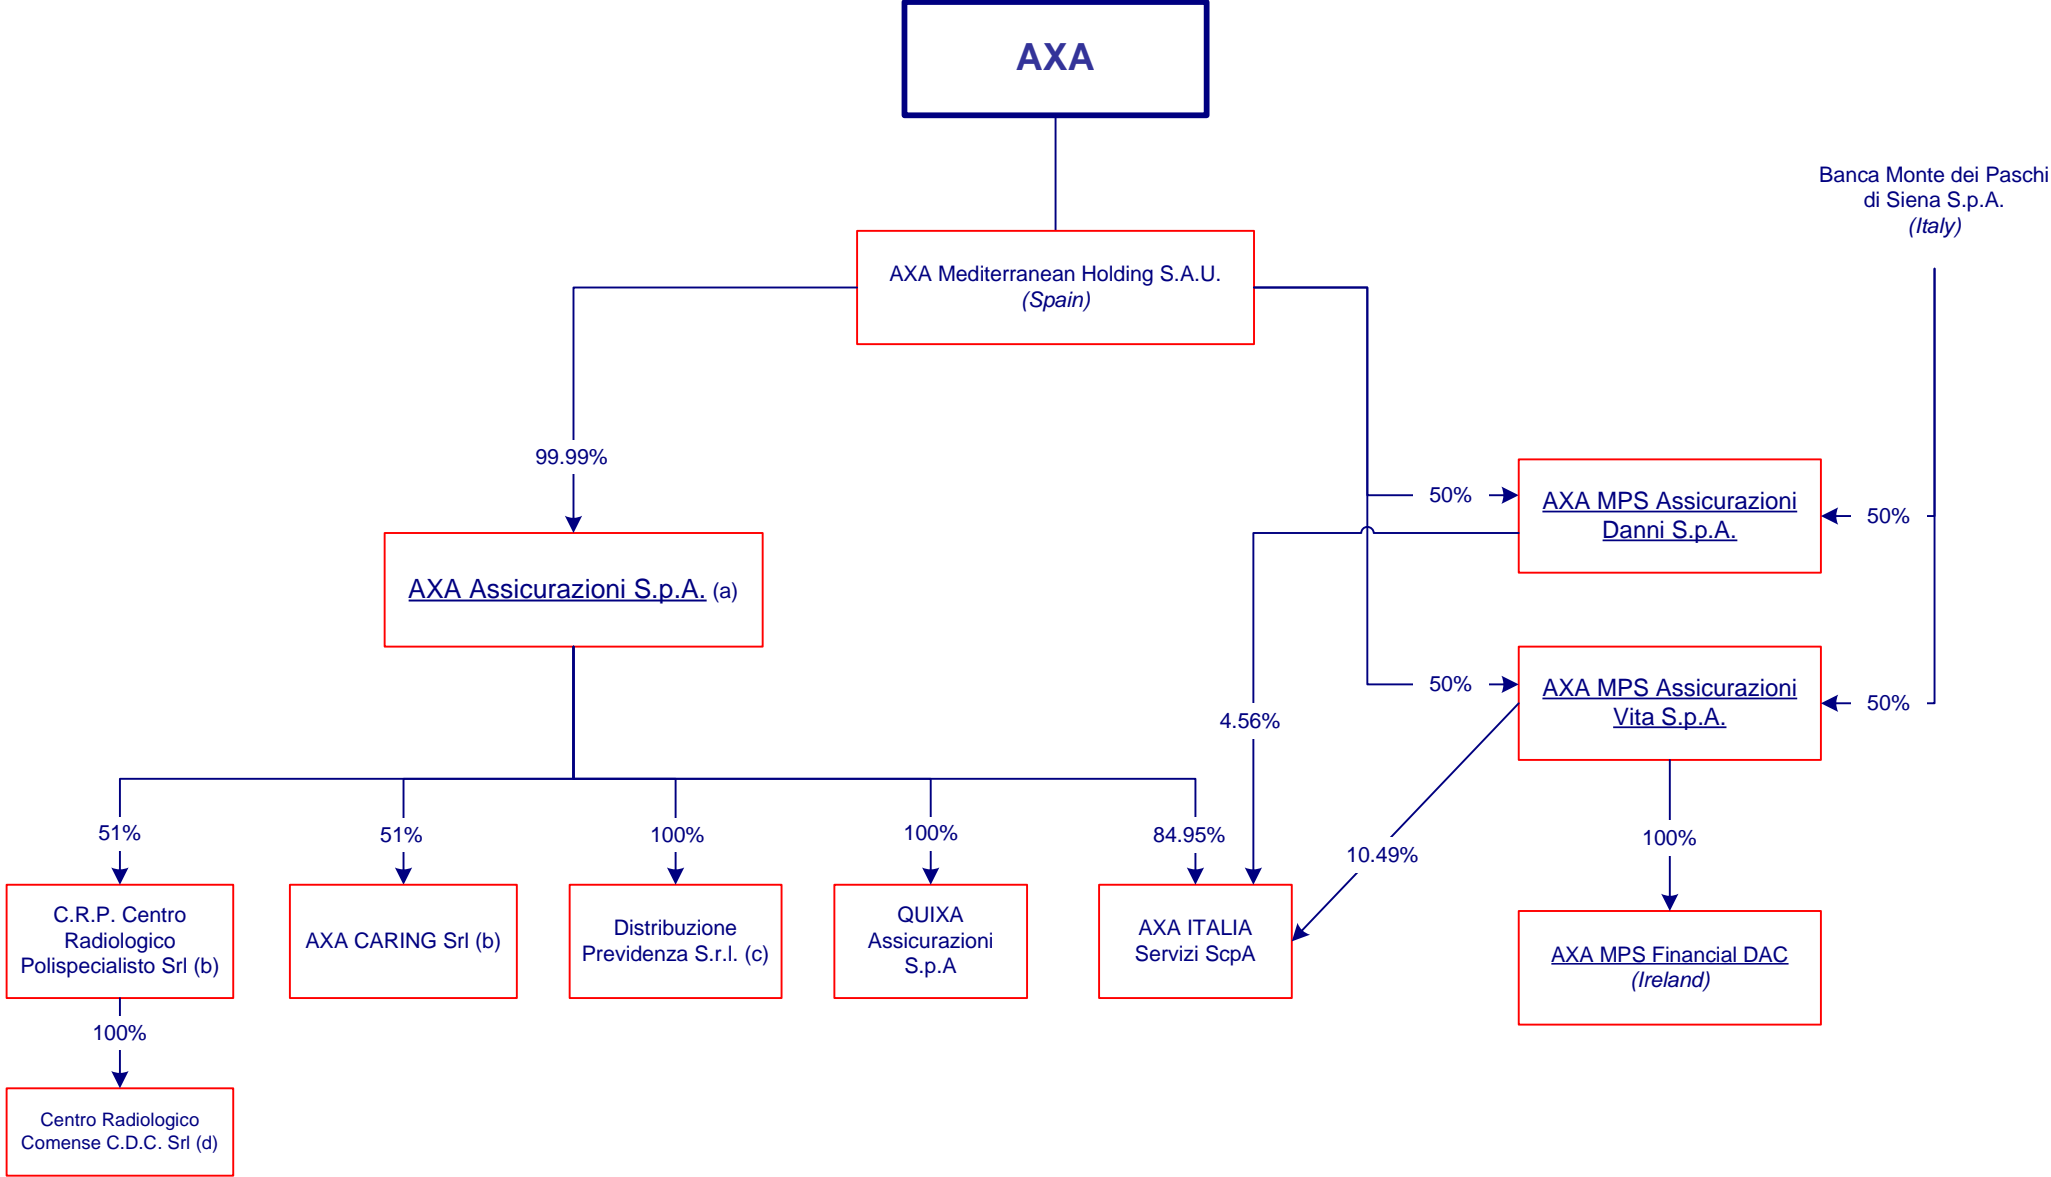 AXA
Banca Monte dei Paschi
di Siena S.p.A.
(Italy)
AXA Mediterranean Holding S.A.U.
(Spain)
99.99%
50%
AXA MPS Assicurazioni
Danni S.p.A.
50%
AXA Assicurazioni S.p.A. (a)
50%
AXA MPS Assicurazioni
Vita S.p.A.
50%
4.56%
51%
51%
100%
100%
84.95%
10.49%
100%
C.R.P. Centro
Radiologico
Polispecialisto Srl (b)
AXA CARING Srl (b)
Distribuzione
Previdenza S.r.l. (c)
QUIXA
Assicurazioni
S.p.A
AXA ITALIA
Servizi ScpA
AXA MPS Financial DAC
(Ireland)
100%
Centro Radiologico
Comense C.D.C. Srl (d)